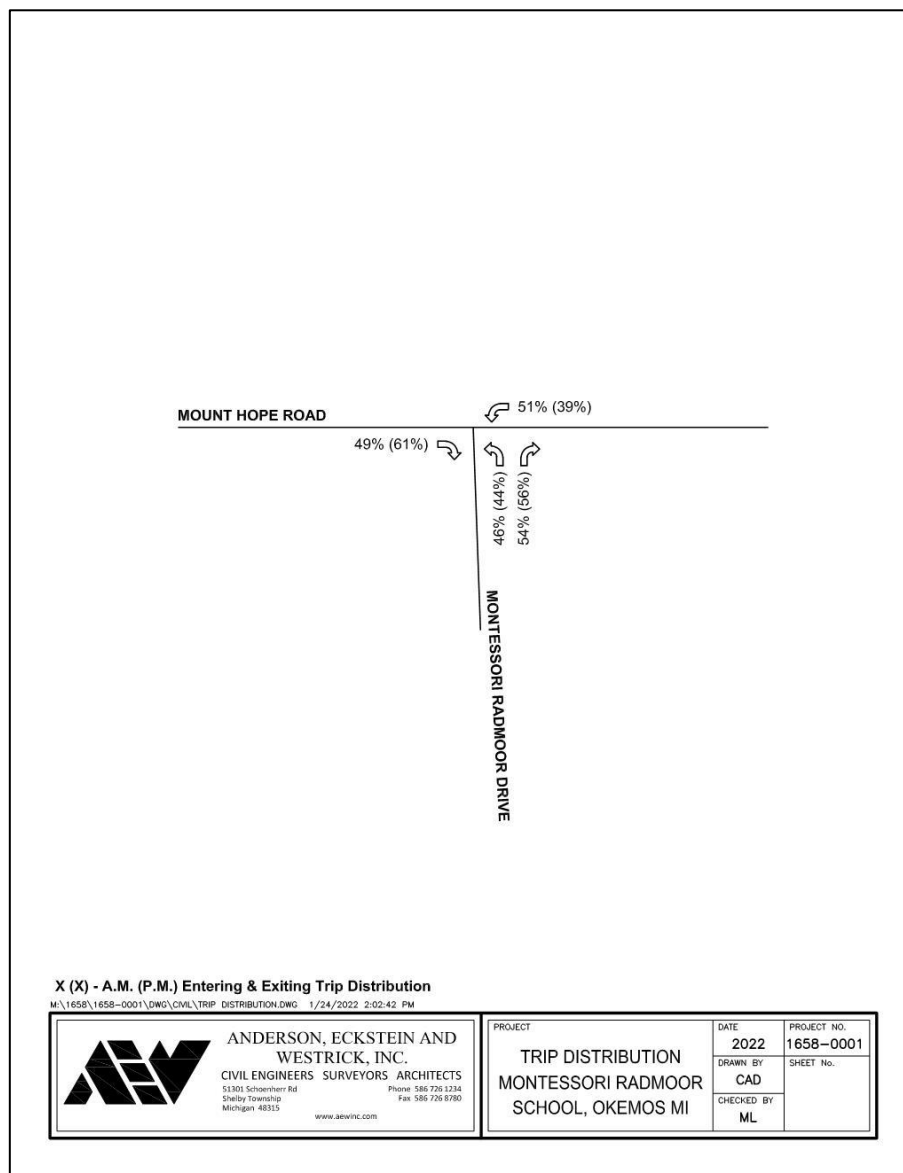 MOUNT HOPE ROAD
51% (39%)
49% (61%)
46% (44%)
54% (56%)
MONTESSORI RADMOOR DRIVE
X (X) - A.M. (P.M.) Entering & Exiting Trip Distribution
M:\1658\1658-0001\DWG\CIVIL\TRIP DISTRIBUTION.DWG 1/24/2022 2:02:42 PM
AEW
ANDERSON, ECKSTEIN AND
WESTRICK, INC.
CIVIL ENGINEERS SURVEYORS ARCHITECTS
51301 Schoenherr Rd Phone 586 726 1234
Shelby Township Fax 586 726 8780
Michigan 48315
www.aewinc.com
PROJECT
TRIP DISTRIBUTION
MONTESSORI RADMOOR
SCHOOL, OKEMOS MI
DATE
2022
PROJECT NO.
1658-0001
DRAWN BY
CAD
SHEET No.
CHECKED BY
ML